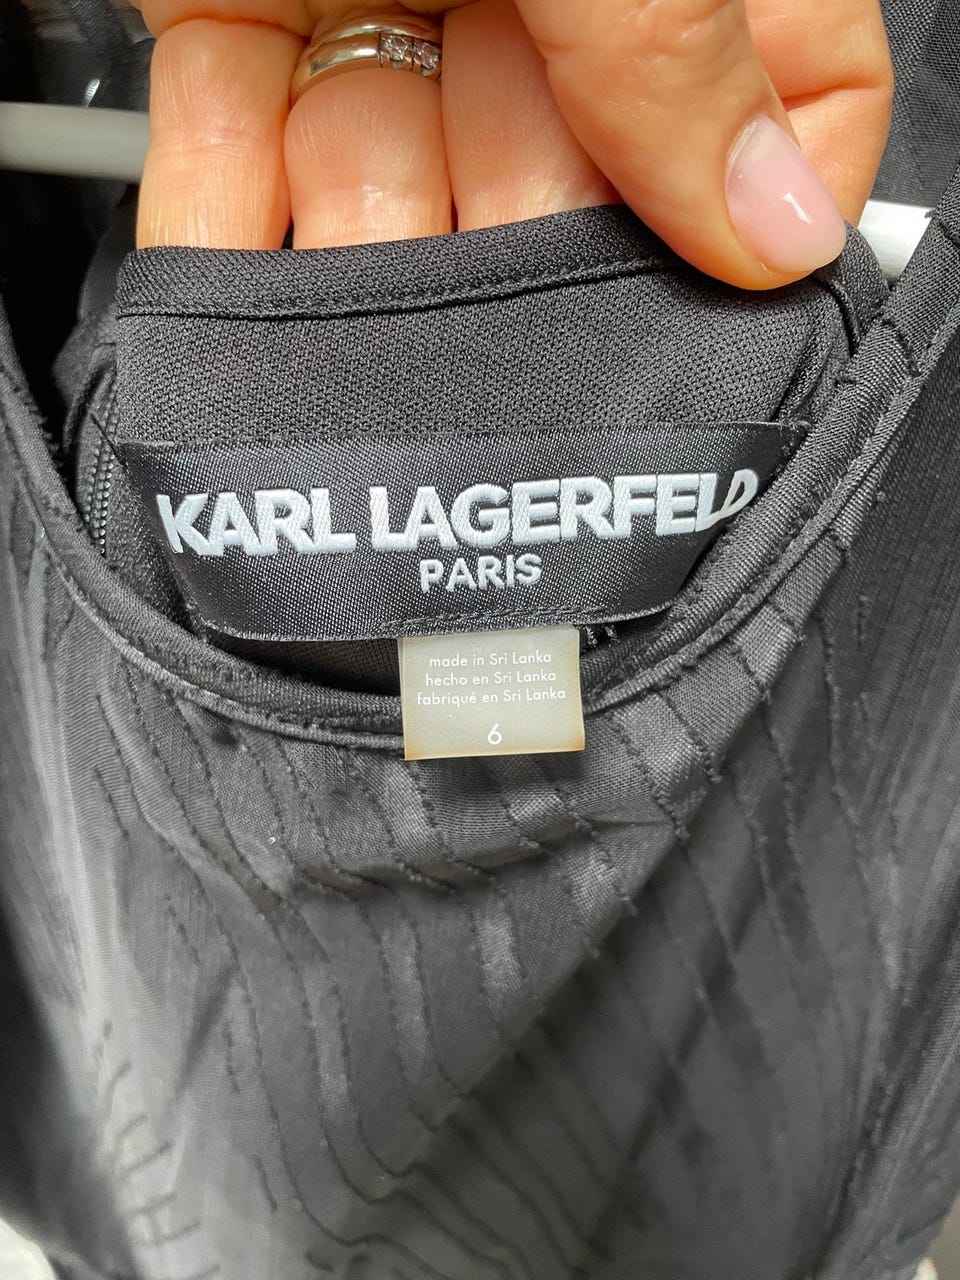 KARL LAGERFELD
PARIS
made in Sri Lanka
hecho en Sri Lanka
fabriqué en Sri Lanka
6